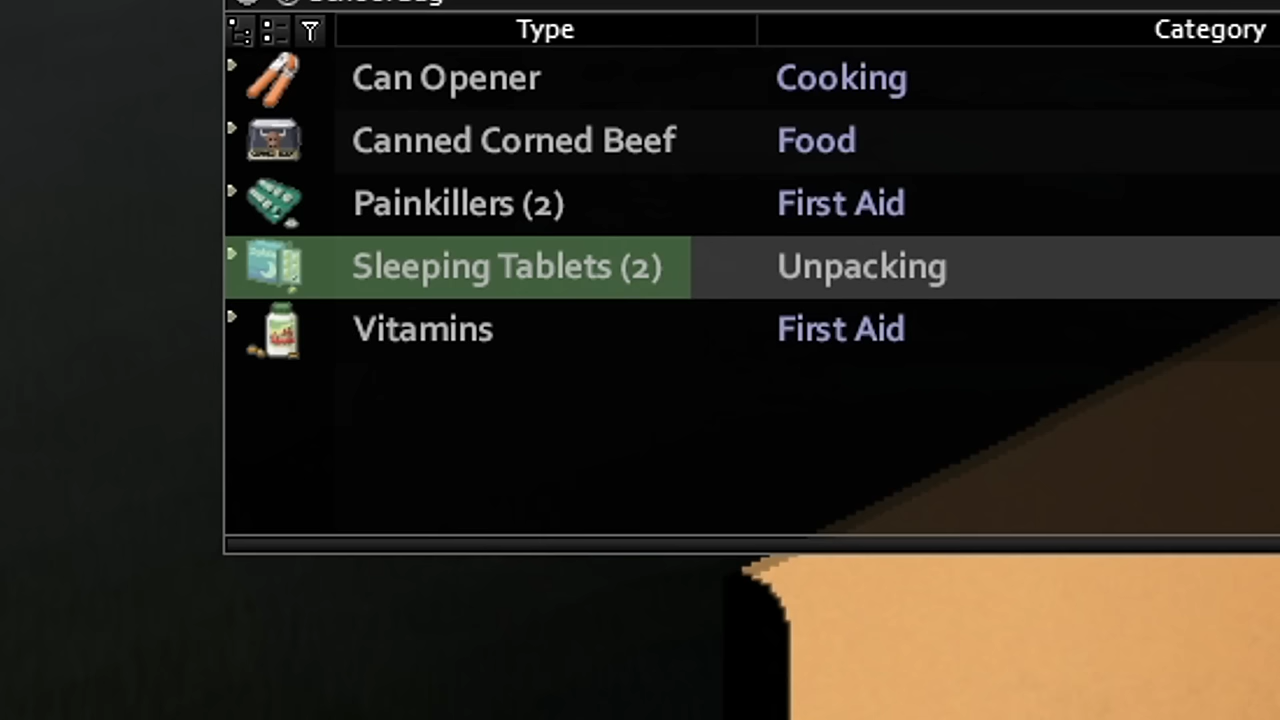 Type Category
Can Opener Cooking
Canned Corned Beef Food
Painkillers (2) First Aid
Sleeping Tablets (2) Unpacking
Vitamins First Aid